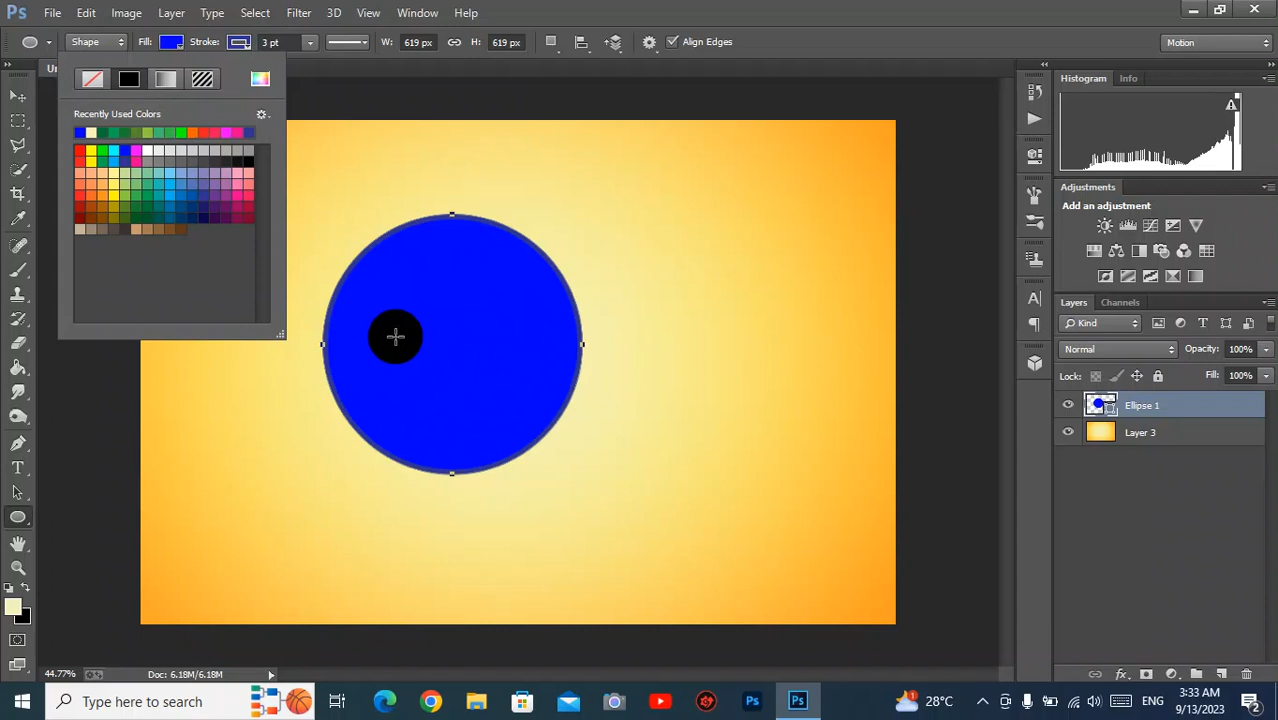 Ps File Edit Image Layer Type Select Filter 3D View Window Help
Shape Fill: Stroke: 3 pt W: 619 px H: 619 px Align Edges Motion
Histogram Info
Recently Used Colors
Adjustments
Add an adjustment
Layers Channels
Kind
Normal Opacity: 100%
Lock: Fill: 100%
Ellipse 1
Layer 3
44.77% Doc: 6.18M/6.18M
Type here to search 28°C ENG 3:33 AM
9/13/2023 2